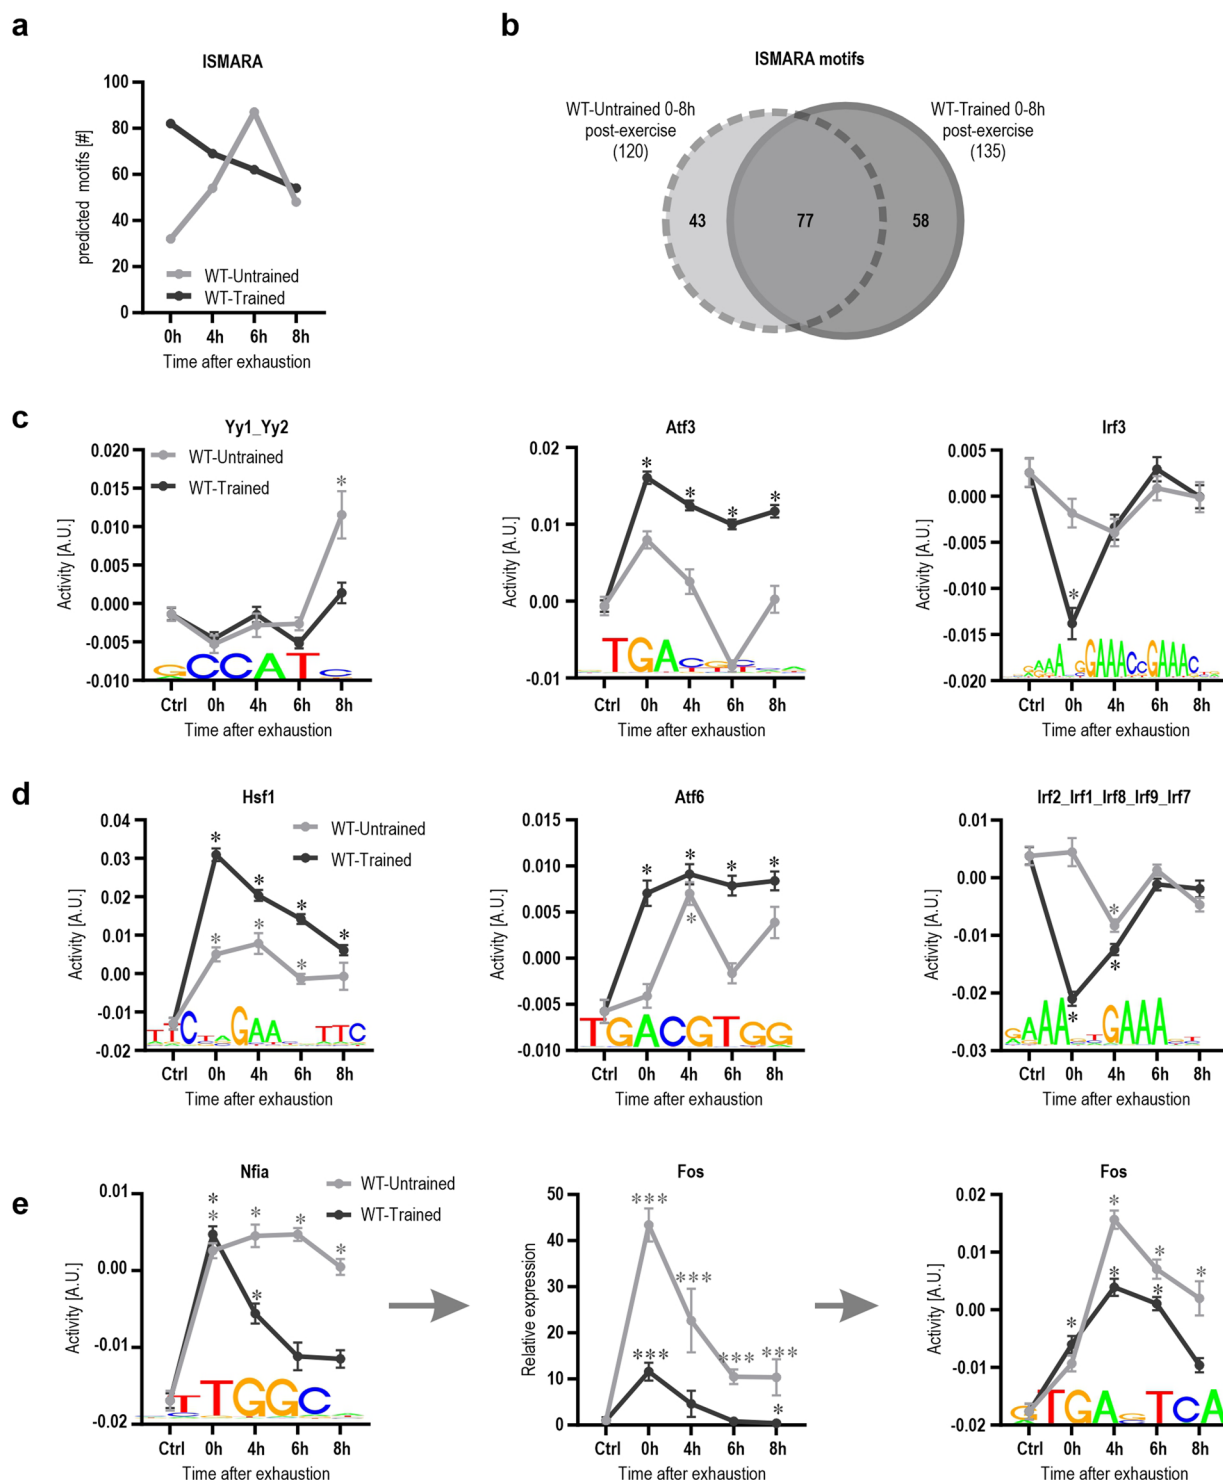 a
ISMARA
predicted motifs [#]
100
80
60
40
20
0
WT-Untrained
WT-Trained
0h 4h 6h 8h
Time after exhaustion
b
ISMARA motifs
WT-Untrained 0-8h
post-exercise
(120)
WT-Trained 0-8h
post-exercise
(135)
43 77 58
c
Yy1_Yy2
WT-Untrained
WT-Trained
Activity [A.U.]
0.020
0.015
0.010
0.005
0.000
-0.005
-0.010
*
GCCATC
Ctrl 0h 4h 6h 8h
Time after exhaustion
Atf3
Activity [A.U.]
0.02
0.01
0.00
-0.01
* * * *
TGA
Ctrl 0h 4h 6h 8h
Time after exhaustion
Irf3
Activity [A.U.]
0.005
0.000
-0.005
-0.010
-0.015
-0.020
*
GAAACCGAAAC
Ctrl 0h 4h 6h 8h
Time after exhaustion
d
Hsf1
WT-Untrained
WT-Trained
Activity [A.U.]
0.04
0.03
0.02
0.01
0.00
-0.01
-0.02
* * * *
* * *
TTCTAGAA TTC
Ctrl 0h 4h 6h 8h
Time after exhaustion
Atf6
Activity [A.U.]
0.015
0.010
0.005
0.000
-0.005
-0.010
* * * *
*
TGACGTGG
Ctrl 0h 4h 6h 8h
Time after exhaustion
Irf2_Irf1_Irf8_Irf9_Irf7
Activity [A.U.]
0.01
0.00
-0.01
-0.02
-0.03
*
* *
GAAA GAAA
Ctrl 0h 4h 6h 8h
Time after exhaustion
e
Nfia
WT-Untrained
WT-Trained
Activity [A.U.]
0.01
0.00
-0.01
-0.02
*
* * * *
*
TTGGC
Ctrl 0h 4h 6h 8h
Time after exhaustion
Fos
Relative expression
50
40
30
20
10
0
*** *** *** ***
*** *
Ctrl 0h 4h 6h 8h
Time after exhaustion
Fos
Activity [A.U.]
0.02
0.01
0.00
-0.01
-0.02
* * *
* * *
GTGA TCA
Ctrl 0h 4h 6h 8h
Time after exhaustion